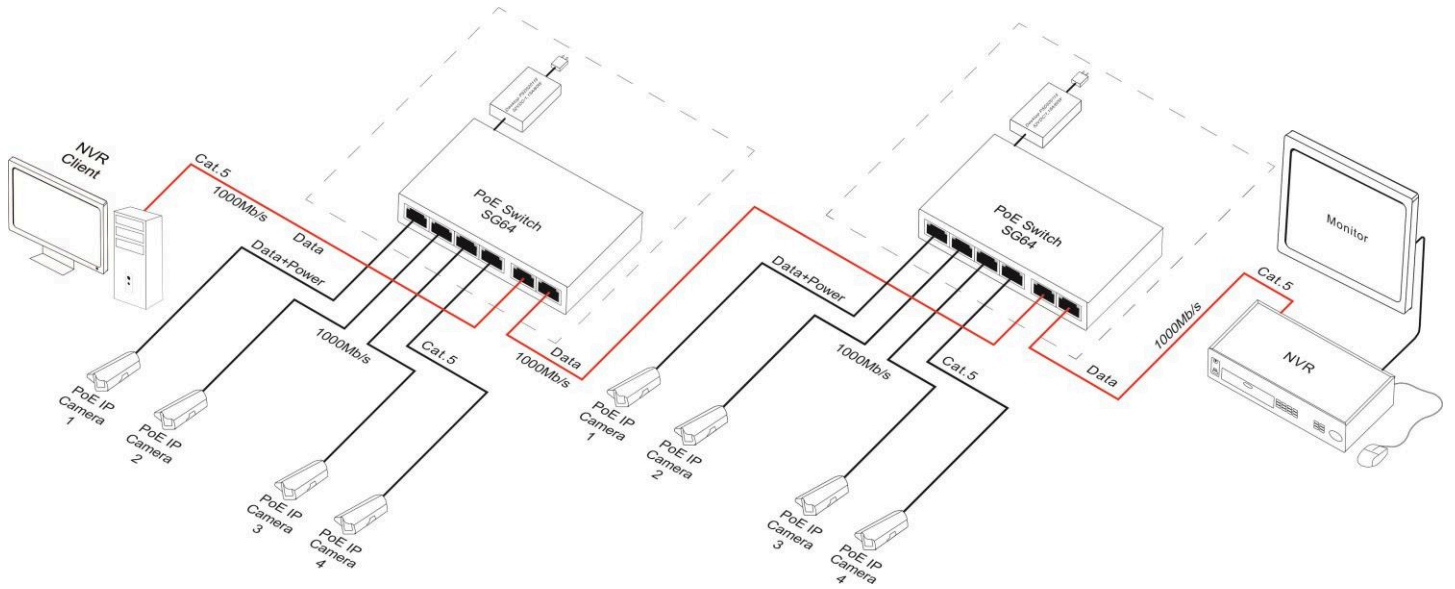 NVR
Client
Cat.5
1000Mb/s
Data
Data+Power
1000Mb/s
Cat.5
PoE Switch
SG64
Data
1000Mb/s
PoE IP
Camera
1
PoE IP
Camera
2
PoE IP
Camera
3
PoE IP
Camera
4
PoE Switch
SG64
Data+Power
1000Mb/s
Cat.5
Data
1000Mb/s
Cat.5
PoE IP
Camera
1
PoE IP
Camera
2
PoE IP
Camera
3
PoE IP
Camera
4
Monitor
NVR